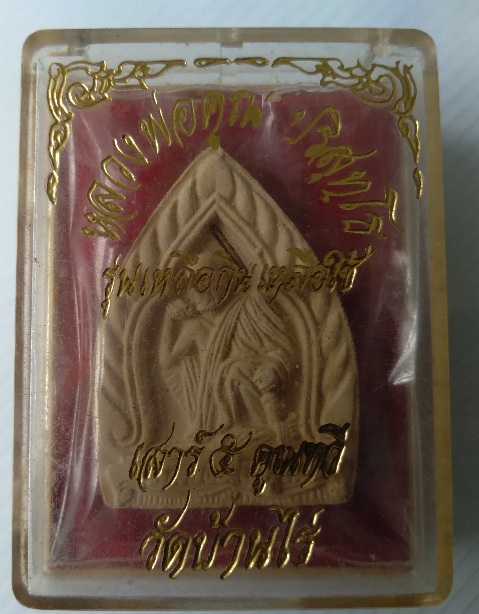 หลวงพ่อคูณ ปริสุทฺโธ
รุ่นเหลือกินเหลือใช้
เสาร์ ๕ คูณทวี
วัดบ้านไร่